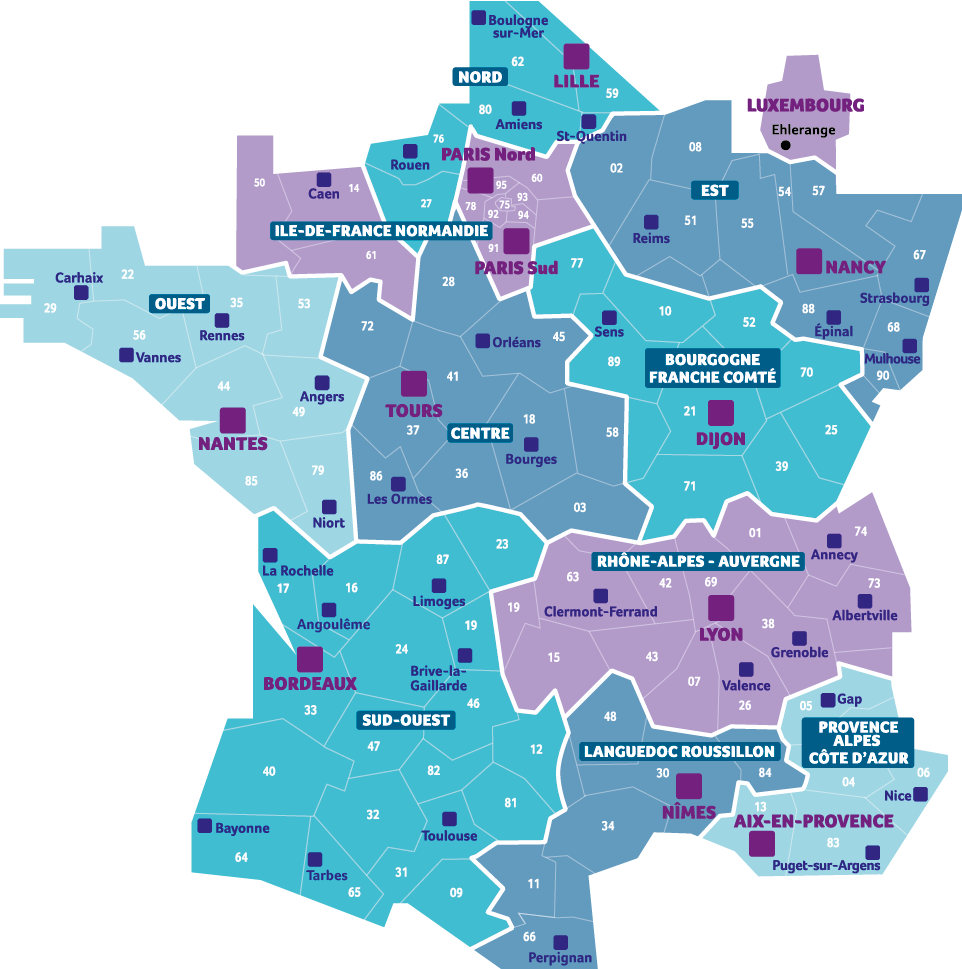 Boulogne
sur-Mer
62
NORD
LILLE
59
80
Amiens
St-Quentin
LUXEMBOURG
Ehlerange
76
Rouen
PARIS Nord
02
08
50
Caen
14
95
60
93
78
75
92
94
27
ILE-DE-FRANCE NORMANDIE
91
PARIS Sud
61
EST
54
57
51
55
Reims
NANCY
67
Strasbourg
88
Épinal
68
Mulhouse
90
Carhaix
22
29
OUEST
35
53
Rennes
56
Vannes
44
Angers
49
NANTES
85
79
Niort
28
72
Orléans
45
41
TOURS
37
CENTRE
18
Bourges
58
86
Les Ormes
36
03
77
Sens
10
52
89
BOURGOGNE
FRANCHE COMTÉ
70
21
DIJON
25
39
71
01
74
RHÔNE-ALPES - AUVERGNE
Annecy
63
42
69
73
Clermont-Ferrand
Albertville
19
LYON
38
Grenoble
15
43
07
Valence
26
23
87
La Rochelle
17
16
Limoges
Angoulême
19
24
Brive-la-
Gaillarde
BORDEAUX
46
33
SUD-OUEST
47
12
40
82
32
81
Toulouse
Bayonne
64
Tarbes
31
65
09
48
LANGUEDOC ROUSSILLON
30
84
NÎMES
34
11
66
Perpignan
05
Gap
PROVENCE
ALPES
CÔTE D'AZUR
04
06
Nice
13
AIX-EN-PROVENCE
83
Puget-sur-Argens